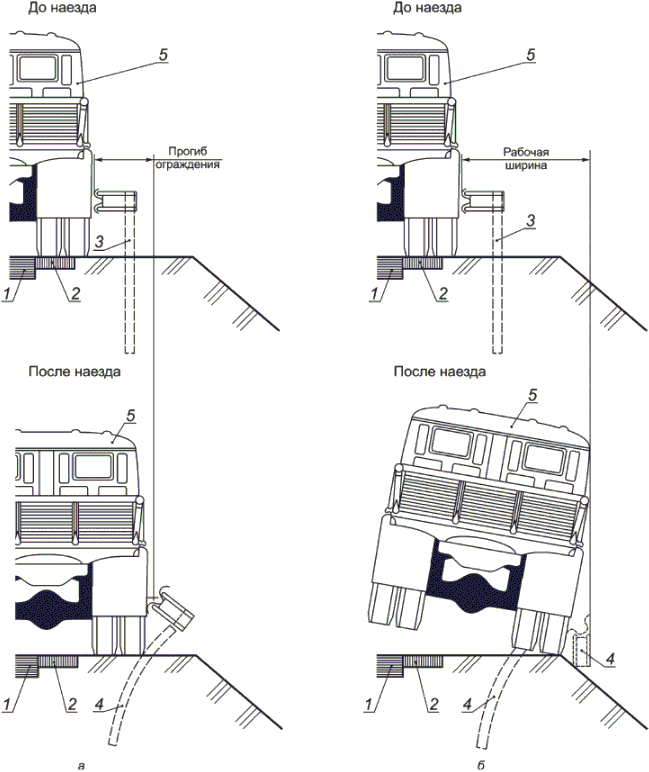 До наезда
До наезда
5
5
Прогиб
ограждения
Рабочая
ширина
3
3
1
2
1
2
После наезда
После наезда
5
5
4
1
2
4
1
2
4
а
б